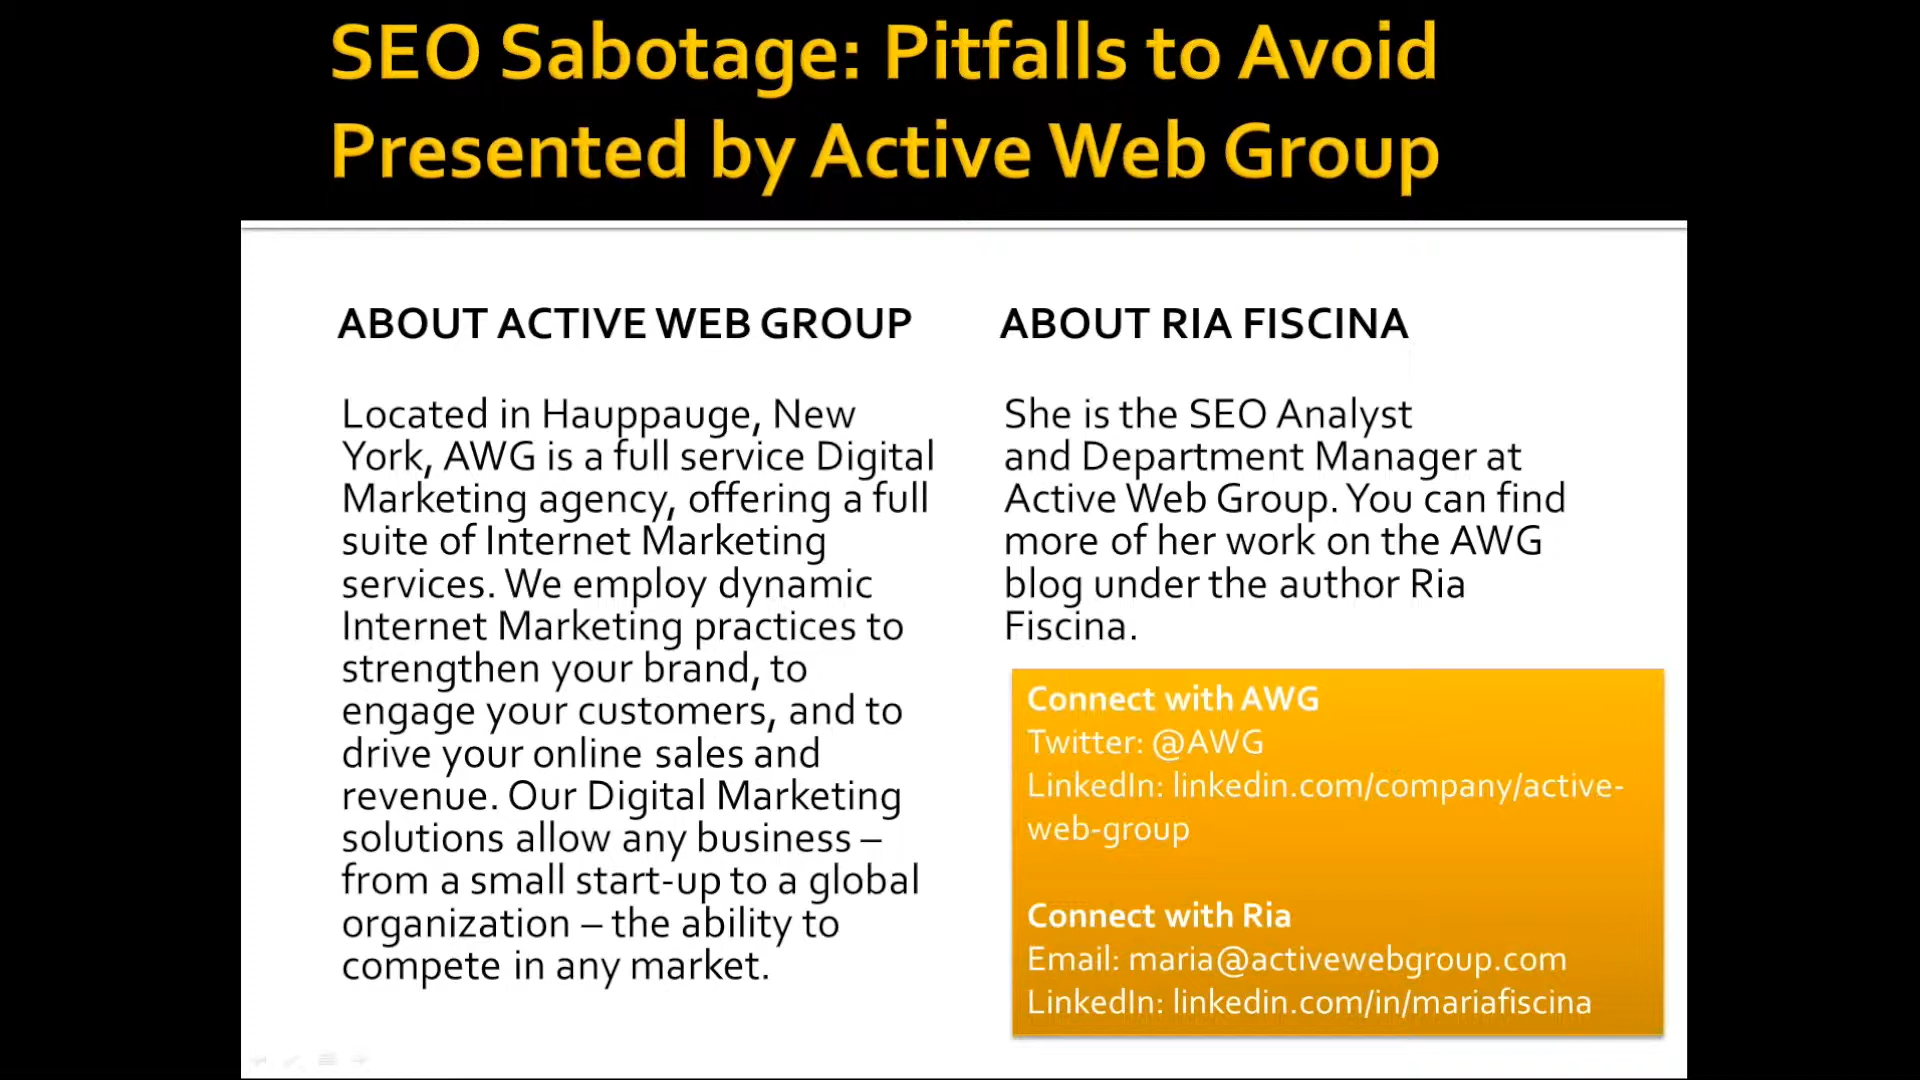 SEO Sabotage: Pitfalls to Avoid
Presented by Active Web Group
ABOUT ACTIVE WEB GROUP
Located in Hauppauge, New
York, AWG is a full service Digital
Marketing agency, offering a full
suite of Internet Marketing
services. We employ dynamic
Internet Marketing practices to
strengthen your brand, to
engage your customers, and to
drive your online sales and
revenue. Our Digital Marketing
solutions allow any business –
from a small start-up to a global
organization – the ability to
compete in any market.
ABOUT RIA FISCINA
She is the SEO Analyst
and Department Manager at
Active Web Group. You can find
more of her work on the AWG
blog under the author Ria
Fiscina.
Connect with AWG
Twitter: @AWG
LinkedIn: linkedin.com/company/active-
web-group
Connect with Ria
Email: maria@activewebgroup.com
LinkedIn: linkedin.com/in/mariafiscina